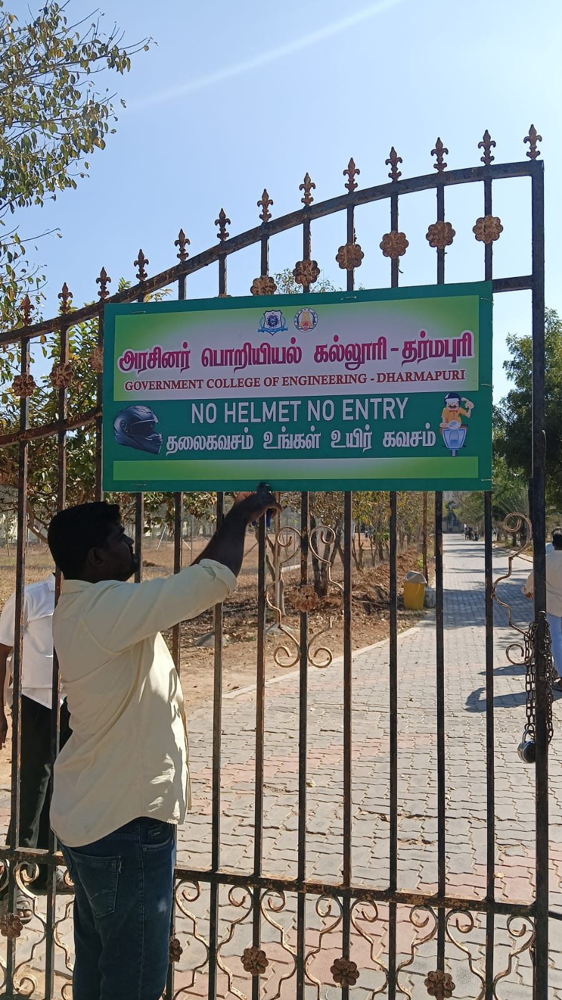 அரசினர் பொறியியல் கல்லூரி - தர்மபுரி
GOVERNMENT COLLEGE OF ENGINEERING - DHARMAPURI
NO HELMET NO ENTRY
தலைகவசம் உங்கள் உயிர் கவசம்